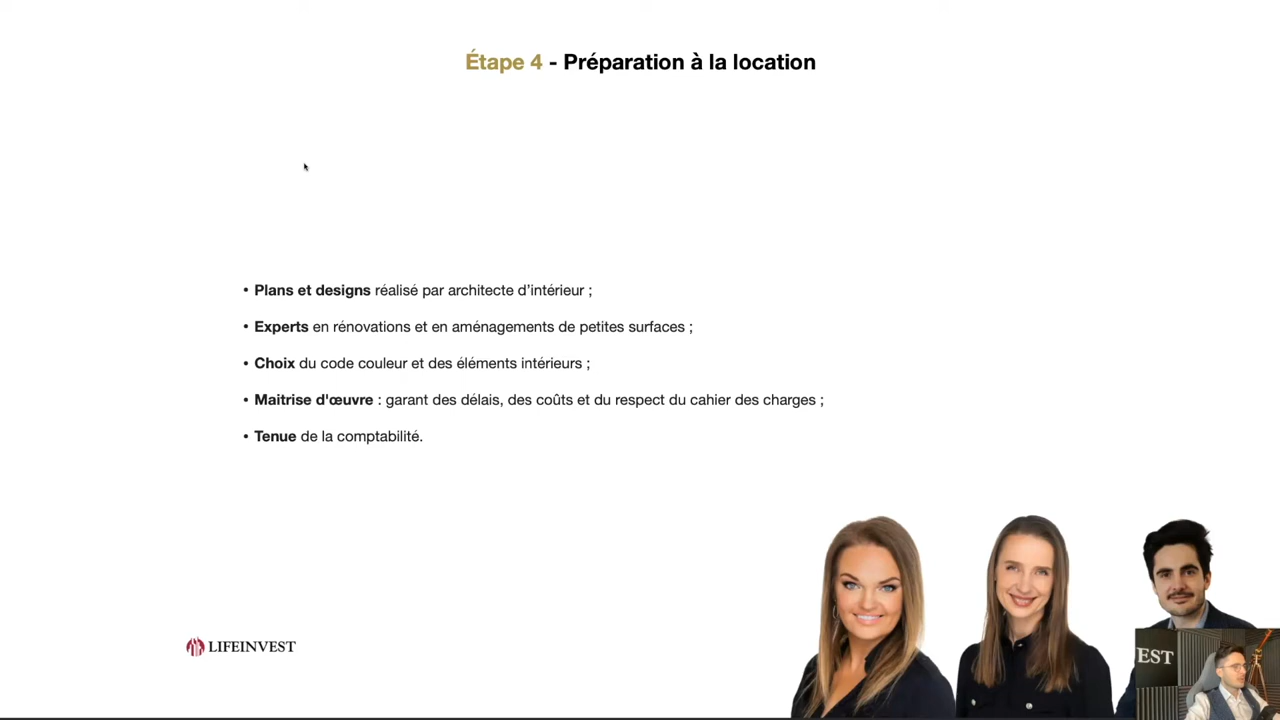 Étape 4 - Préparation à la location
• Plans et designs réalisé par architecte d'intérieur ;
• Experts en rénovations et en aménagements de petites surfaces ;
• Choix du code couleur et des éléments intérieurs ;
• Maitrise d'œuvre : garant des délais, des coûts et du respect du cahier des charges ;
• Tenue de la comptabilité.
LIFEINVEST
EST